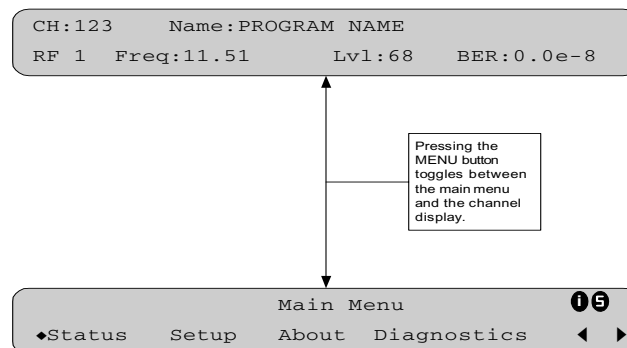 CH:123 Name:PROGRAM NAME
RF 1 Freq:11.51 Lvl:68 BER:0.0e-8
Pressing the
MENU button
toggles between
the main menu
and the channel
display.
Main Menu i 5
◆Status Setup About Diagnostics ◀ ▶